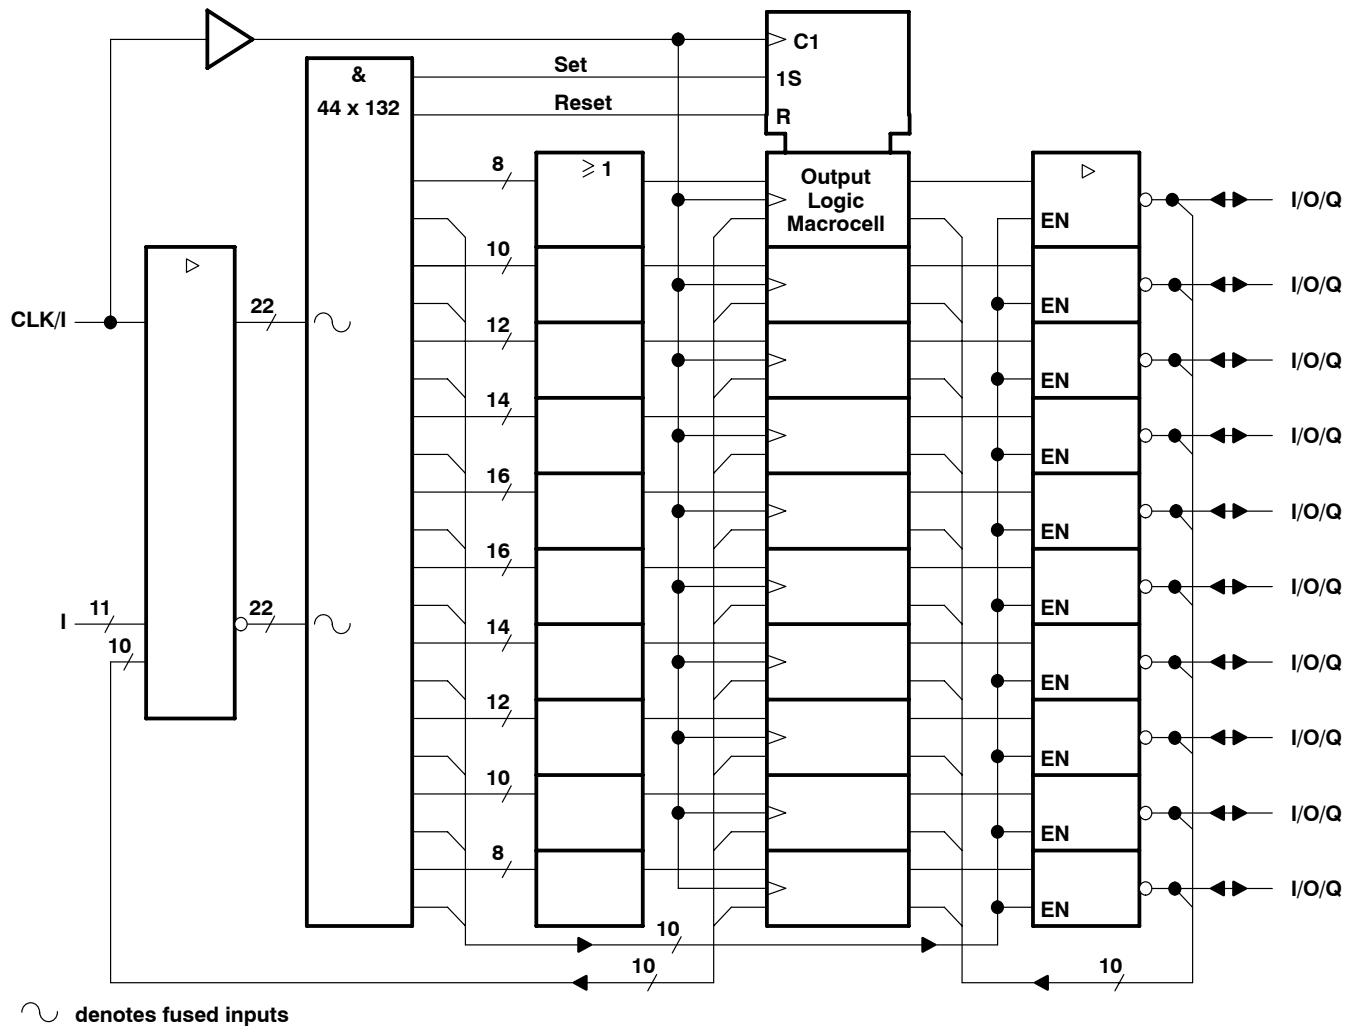 C1
&
Set
1S
44 x 132
Reset
R
8
≥ 1
Output
Logic
Macrocell
I/O/Q
EN
10
I/O/Q
EN
CLK/I
22
12
I/O/Q
EN
14
I/O/Q
EN
16
I/O/Q
EN
16
I/O/Q
EN
I
11
22
10
14
I/O/Q
EN
12
I/O/Q
EN
10
I/O/Q
EN
8
I/O/Q
EN
10
10
10
denotes fused inputs